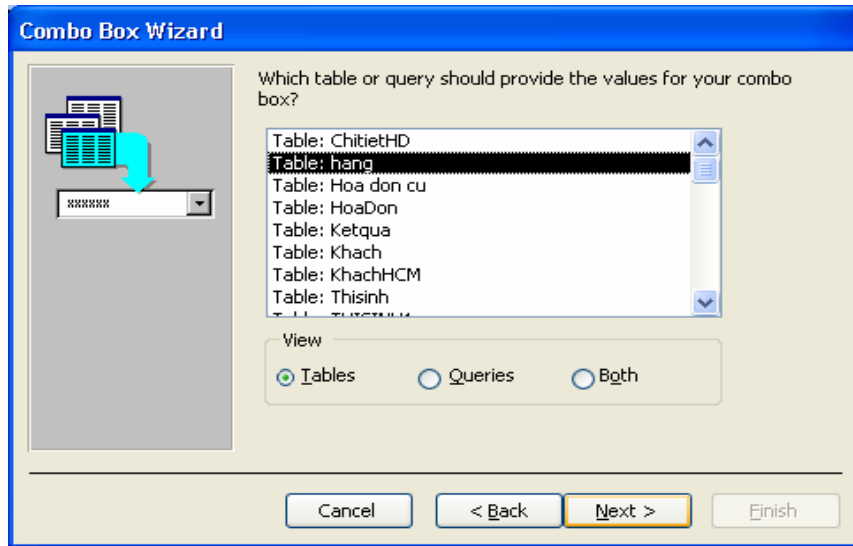 Combo Box Wizard
Which table or query should provide the values for your combo
box?
xxxxxx
Table: ChitietHD
Table: hang
Table: Hoa don cu
Table: HoaDon
Table: Ketqua
Table: Khach
Table: KhachHCM
Table: Thisinh
View
Tables
Queries
Both
Cancel
< Back
Next >
Finish